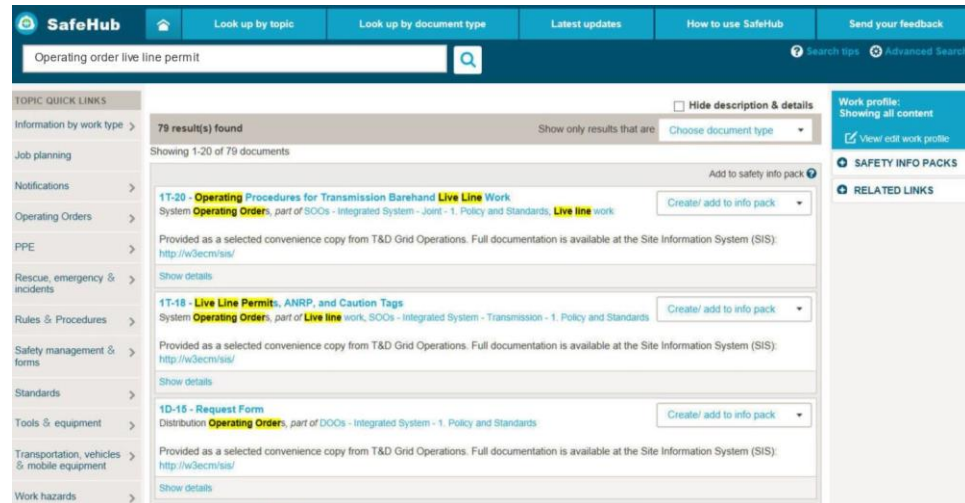 SafeHub
Look up by topic
Look up by document type
Latest updates
How to use SafeHub
Send your feedback
Operating order live line permit
Search tips
Advanced Search
TOPIC QUICK LINKS
Information by work type
Job planning
Notifications
Operating Orders
PPE
Rescue, emergency &
incidents
Rules & Procedures
Safety management &
forms
Standards
Tools & equipment
Transportation, vehicles
& mobile equipment
Work hazards
Hide description & details
79 result(s) found
Show only results that are
Choose document type
Showing 1-20 of 79 documents
Add to safety info pack
1T-20 - Operating Procedures for Transmission Barehand Live Line Work
Create/ add to info pack
System Operating Orders, part of SOOs - Integrated System - Joint - 1. Policy and Standards, Live line work
Provided as a selected convenience copy from T&D Grid Operations. Full documentation is available at the Site Information System (SIS):
http://w3ecm/sis/
Show details
1T-18 - Live Line Permits, ANRP, and Caution Tags
Create/ add to info pack
System Operating Orders, part of Live line work, SOOs - Integrated System - Transmission - 1. Policy and Standards
Provided as a selected convenience copy from T&D Grid Operations. Full documentation is available at the Site Information System (SIS):
http://w3ecm/sis/
Show details
1D-15 - Request Form
Create/ add to info pack
Distribution Operating Orders, part of DOOs - Integrated System - 1. Policy and Standards
Provided as a selected convenience copy from T&D Grid Operations. Full documentation is available at the Site Information System (SIS):
http://w3ecm/sis/
Show details
Work profile:
Showing all content
View/ edit work profile
SAFETY INFO PACKS
RELATED LINKS